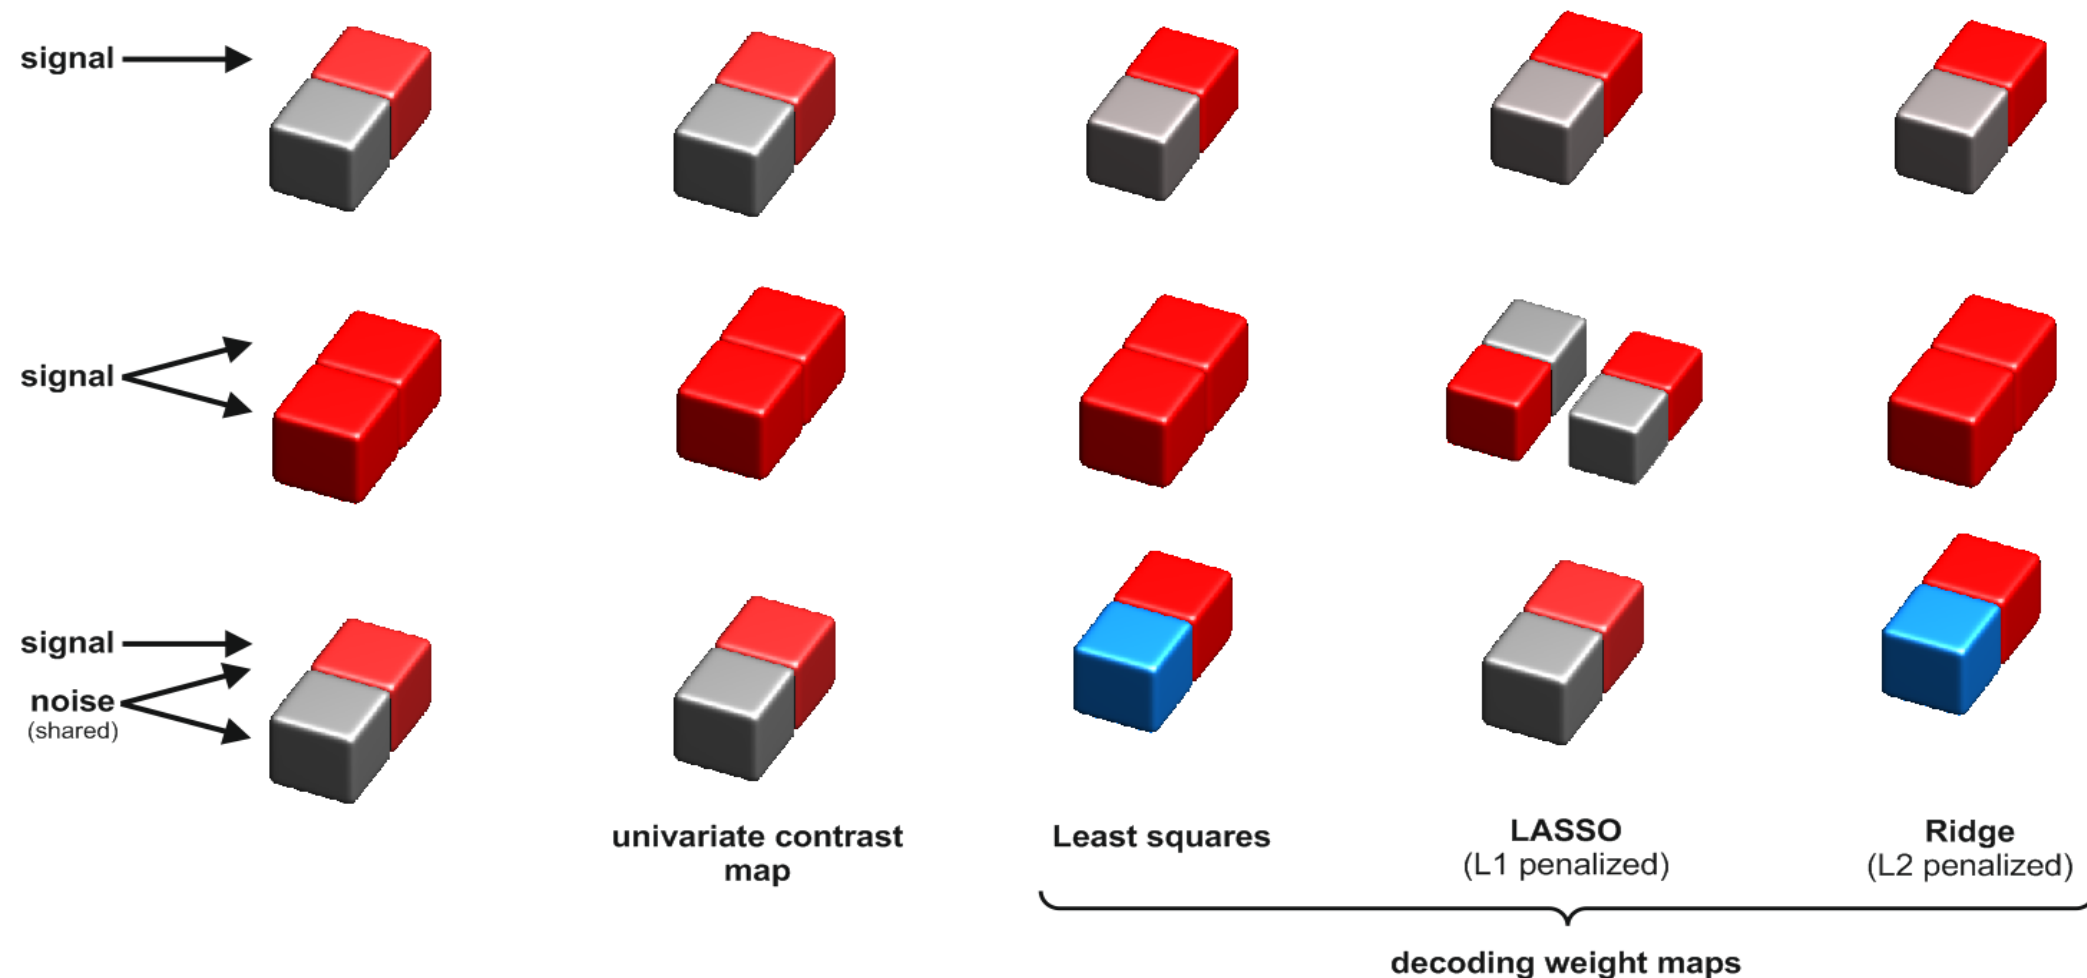 signal
signal
signal
noise
(shared)
univariate contrast
map
Least squares
LASSO
(L1 penalized)
Ridge
(L2 penalized)
decoding weight maps